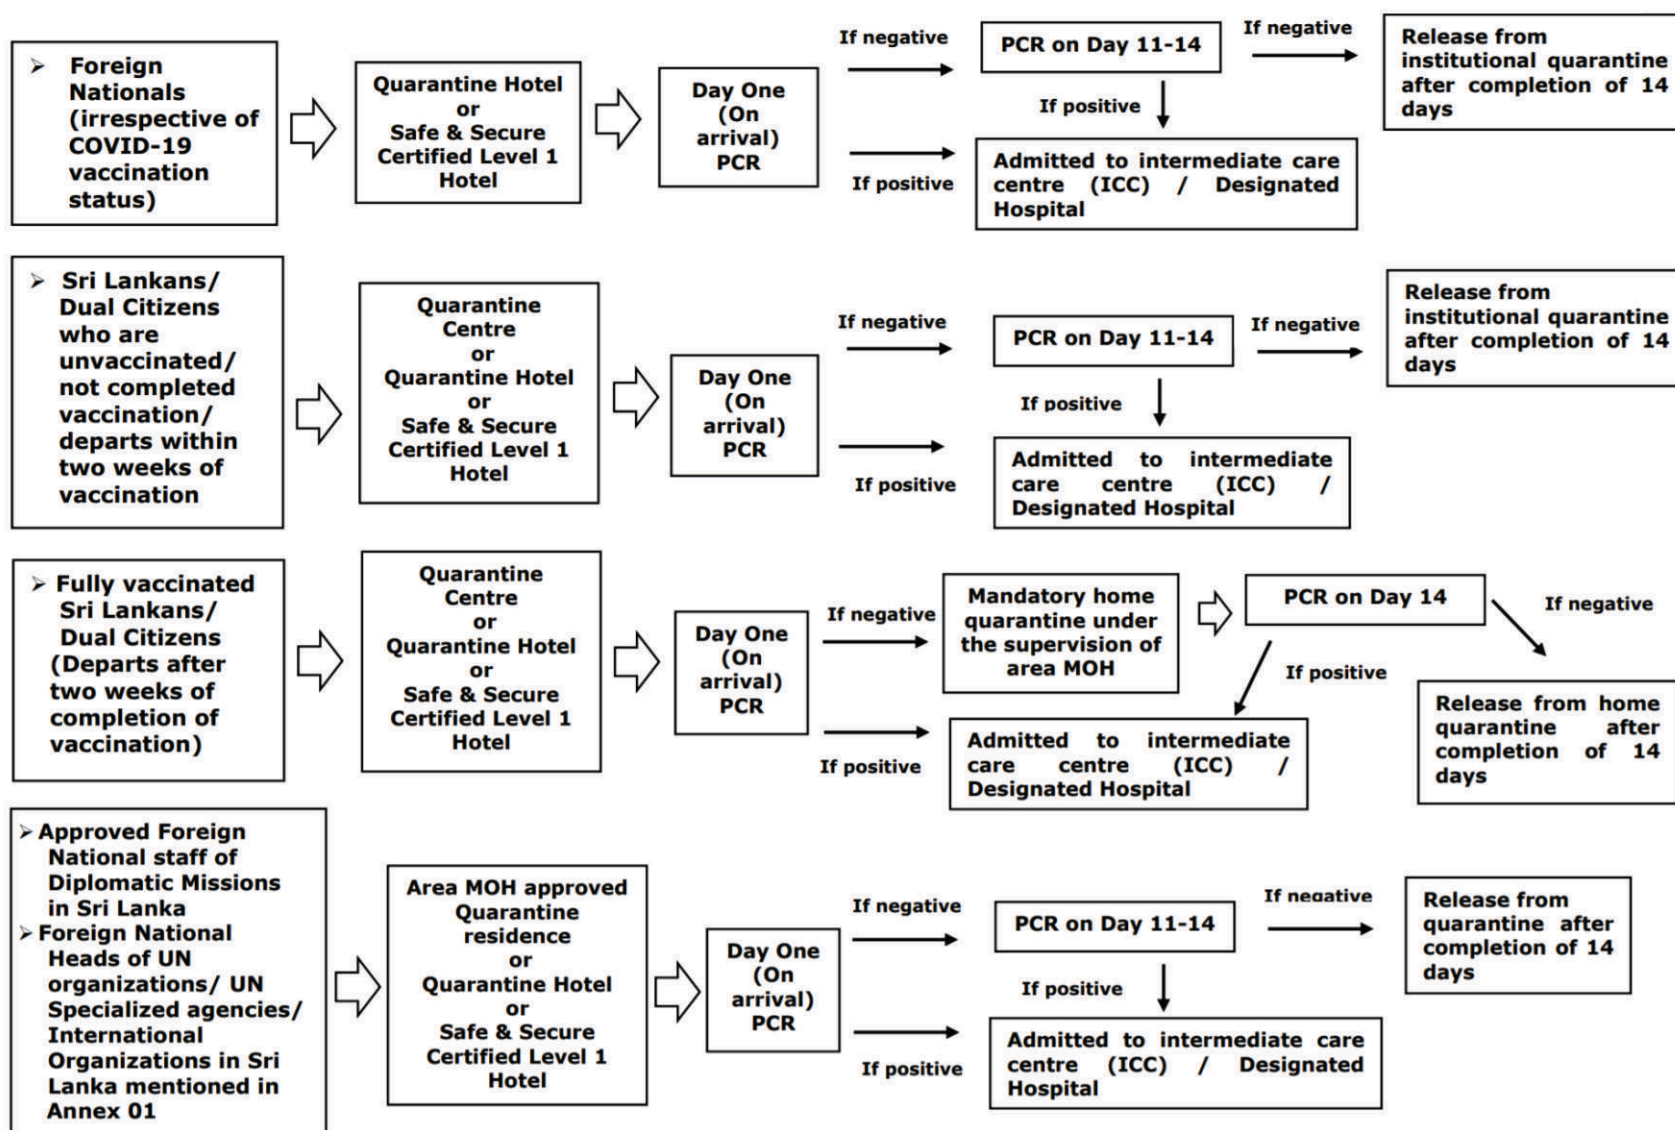 ➢ Foreign
Nationals
(irrespective of
COVID-19
vaccination
status)
Quarantine Hotel
or
Safe & Secure
Certified Level 1
Hotel
Day One
(On
arrival)
PCR
If negative
If positive
PCR on Day 11-14
If positive
Admitted to intermediate care
centre (ICC) / Designated
Hospital
If negative
Release from
institutional quarantine
after completion of 14
days
➢ Sri Lankans/
Dual Citizens
who are
unvaccinated/
not completed
vaccination/
departs within
two weeks of
vaccination
Quarantine
Centre
or
Quarantine Hotel
or
Safe & Secure
Certified Level 1
Hotel
Day One
(On
arrival)
PCR
If negative
If positive
PCR on Day 11-14
If positive
Admitted to intermediate
care centre (ICC) /
Designated Hospital
If negative
Release from
institutional quarantine
after completion of 14
days
➢ Fully vaccinated
Sri Lankans/
Dual Citizens
(Departs after
two weeks of
completion of
vaccination)
Quarantine
Centre
or
Quarantine Hotel
or
Safe & Secure
Certified Level 1
Hotel
Day One
(On
arrival)
PCR
If negative
If positive
Mandatory home
quarantine under
the supervision of
area MOH
PCR on Day 14
If positive
Admitted to intermediate
care centre (ICC) /
Designated Hospital
If negative
Release from home
quarantine after
completion of 14
days
➢ Approved Foreign
National staff of
Diplomatic Missions
in Sri Lanka
➢ Foreign National
Heads of UN
organizations/ UN
Specialized agencies/
International
Organizations in Sri
Lanka mentioned in
Annex 01
Area MOH approved
Quarantine
residence
or
Quarantine Hotel
or
Safe & Secure
Certified Level 1
Hotel
Day One
(On
arrival)
PCR
If negative
If positive
PCR on Day 11-14
If positive
Admitted to intermediate care
centre (ICC) / Designated
Hospital
If negative
Release from
quarantine after
completion of 14
days